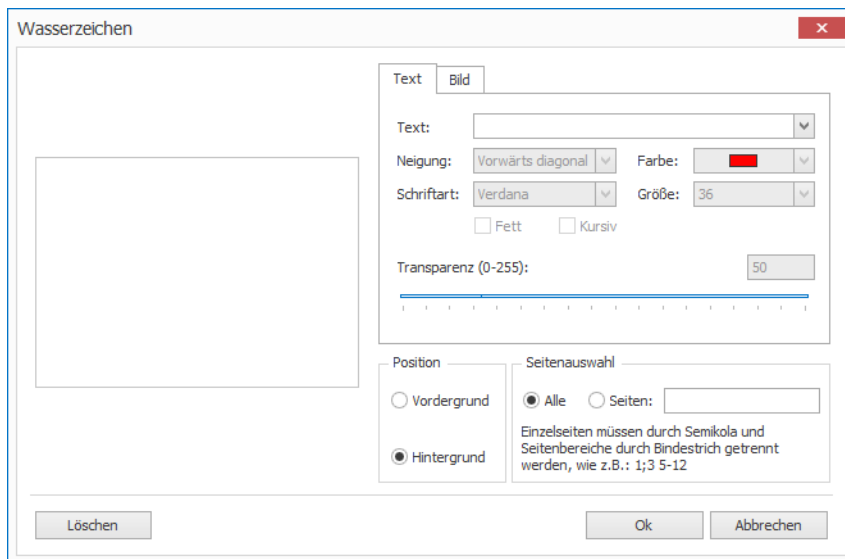 Wasserzeichen
Text Bild
Text:
Neigung: Vorwärts diagonal Farbe:
Schriftart: Verdana Größe: 36
Fett Kursiv
Transparenz (0-255): 50
Position Seitenauswahl
Vordergrund Alle Seiten:
Einzelseiten müssen durch Semikola und
Seitenbereiche durch Bindestrich getrennt
Hintergrund werden, wie z.B.: 1;3 5-12
Löschen Ok Abbrechen